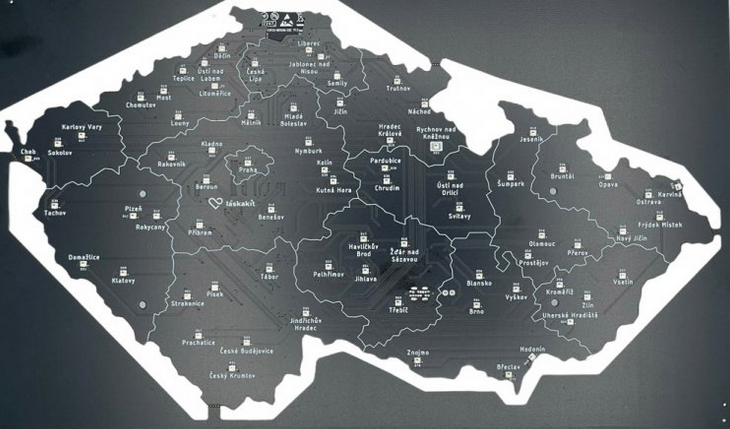 Liberec
Děčín
Jablonec nad
Nisou
Ústí nad
Labem
Teplice
Česká
Lípa
Semily
Trutnov
Litoměřice
Most
Chomutov
Jičín
Náchod
Louny
Mělník
Mladá
Boleslav
Karlovy Vary
Hradec
Králové
Rychnov nad
Kněžnou
Jeseník
Cheb
Sokolov
Kladno
Rakovník
Nymburk
Praha
Kolín
Pardubice
Bruntál
Opava
Beroun
Kutná Hora
Chrudim
Ústí nad
Orlicí
Šumperk
Karviná
Ostrava
láskakit
Tachov
Plzeň
Rokycany
Benešov
Svitavy
Frýdek Místek
Příbram
Nový Jičín
Havlíčkův
Brod
Žďár nad
Sázavou
Olomouc
Přerov
Domažlice
Klatovy
Tábor
Pelhřimov
Jihlava
Prostějov
Písek
Strakonice
Blansko
Vyškov
Kroměříž
Vsetín
Zlín
Třebíč
Brno
Uherské Hradiště
Jindřichův
Hradec
Prachatice
České Budějovice
Znojmo
Hodonín
Břeclav
Český Krumlov